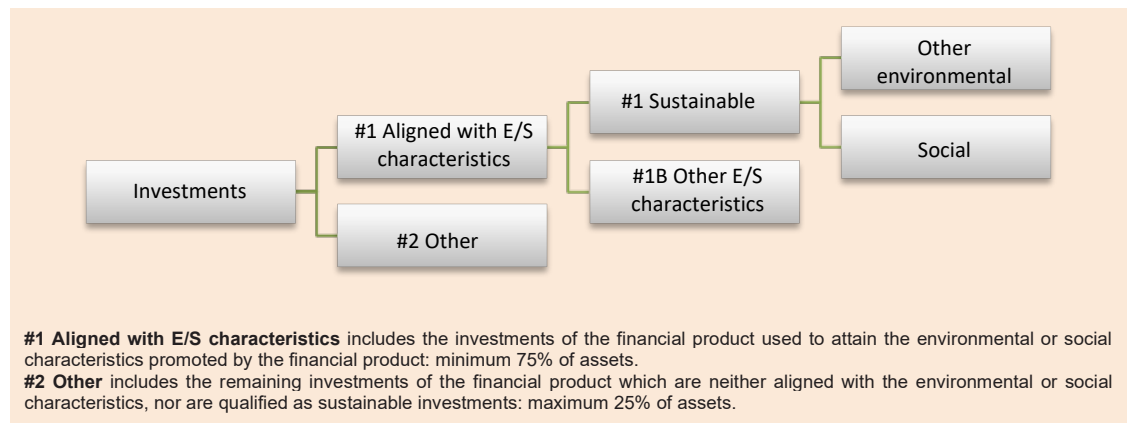 Other
environmental
#1 Sustainable
#1 Aligned with E/S
characteristics
Social
#1B Other E/S
characteristics
Investments
#2 Other
#1 Aligned with E/S characteristics includes the investments of the financial product used to attain the environmental or social
characteristics promoted by the financial product: minimum 75% of assets.
#2 Other includes the remaining investments of the financial product which are neither aligned with the environmental or social
characteristics, nor are qualified as sustainable investments: maximum 25% of assets.